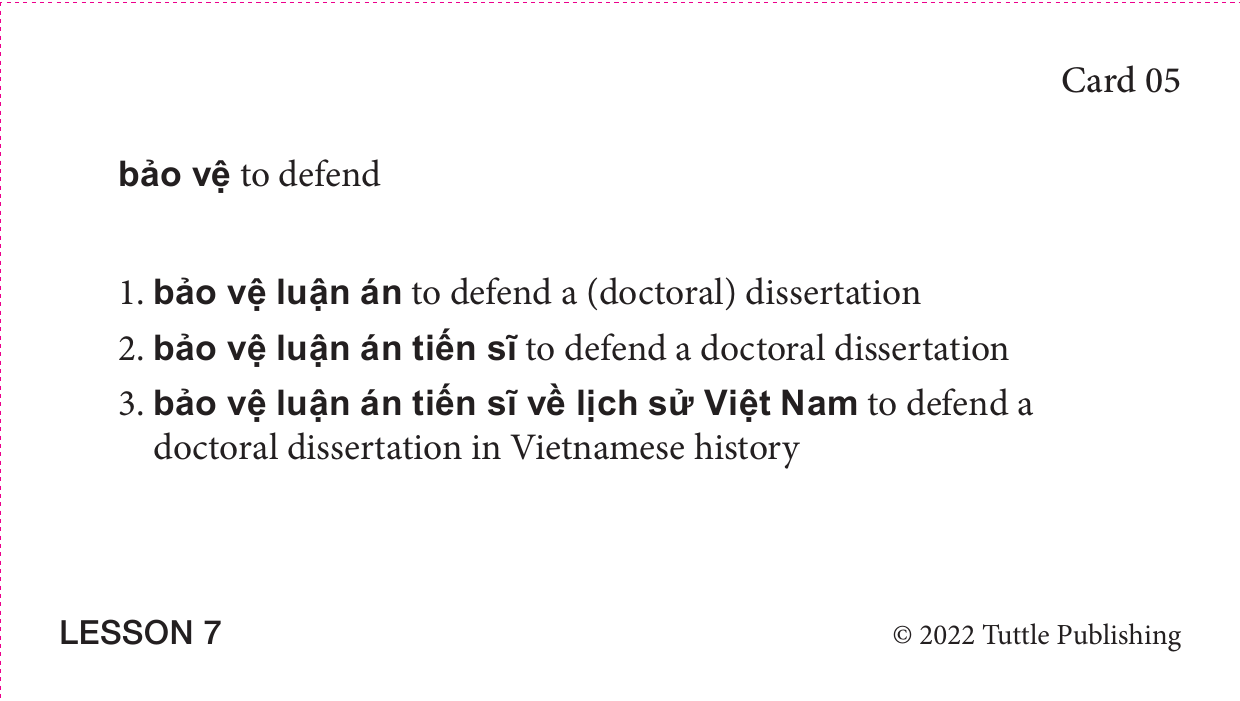 Card 05
bảo vệ to defend
1. bảo vệ luận án to defend a (doctoral) dissertation
2. bảo vệ luận án tiến sĩ to defend a doctoral dissertation
3. bảo vệ luận án tiến sĩ về lịch sử Việt Nam to defend a
doctoral dissertation in Vietnamese history
LESSON 7
© 2022 Tuttle Publishing